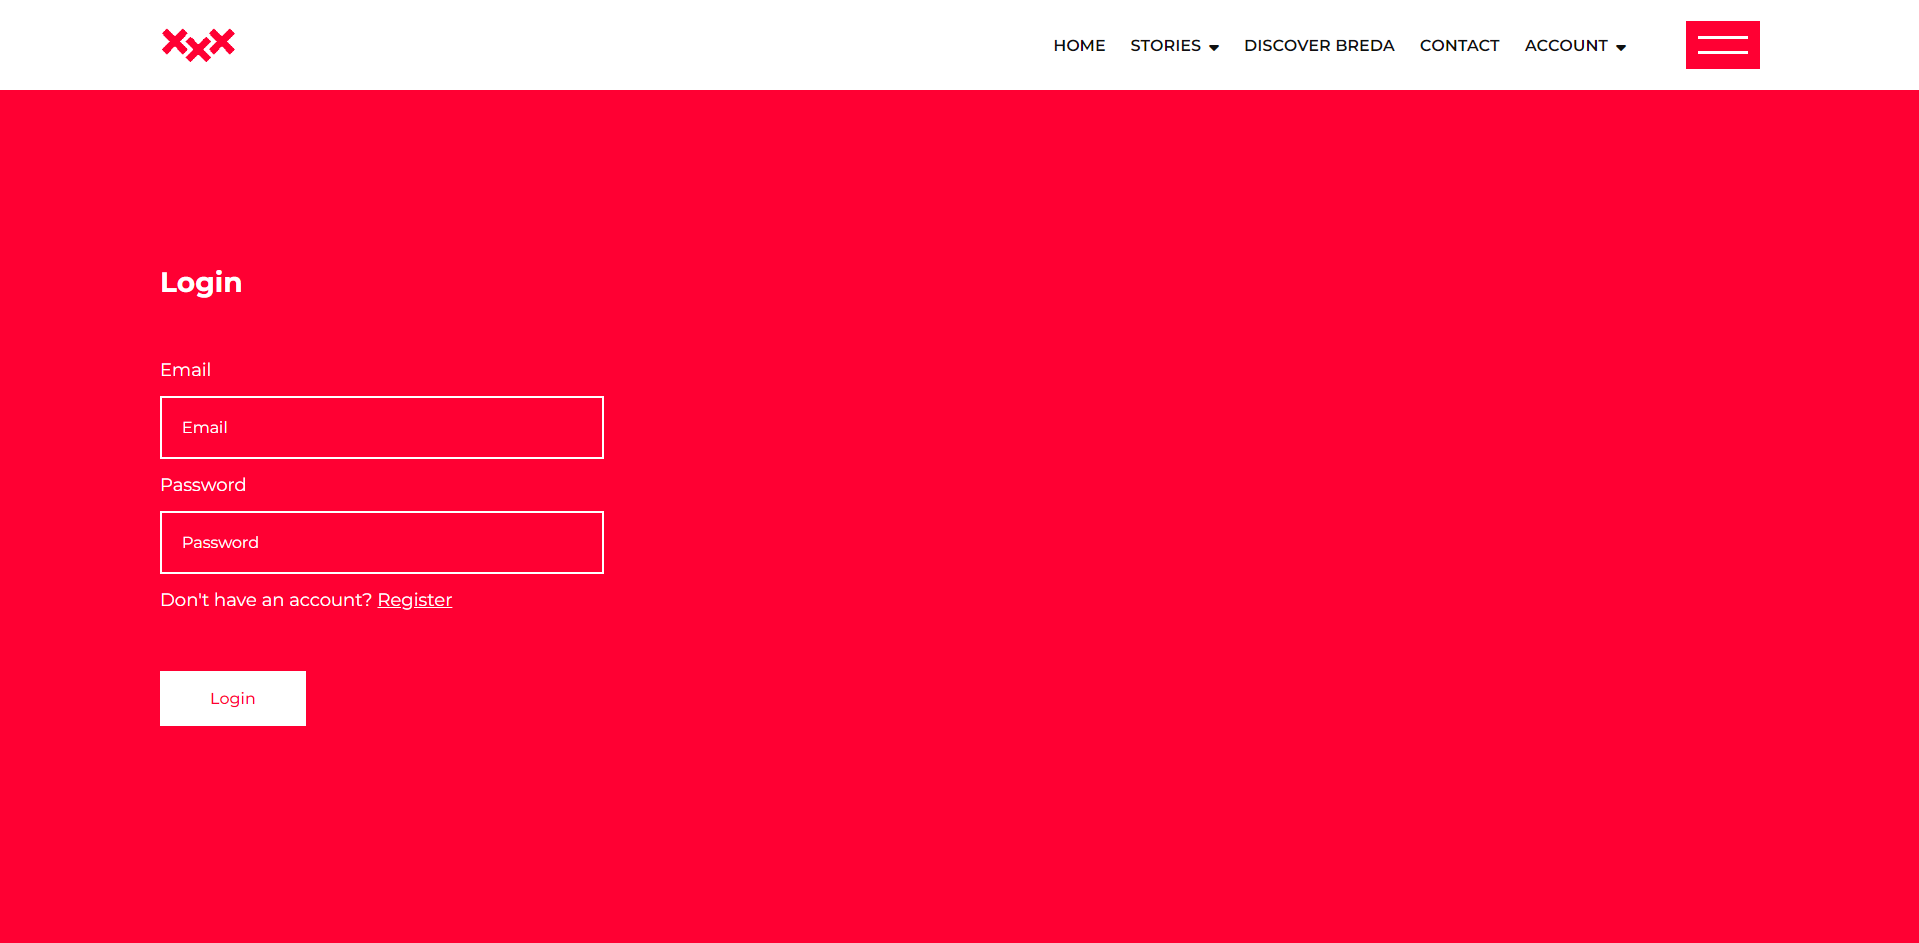 HOME STORIES DISCOVER BREDA CONTACT ACCOUNT
Login
Email
Email
Password
Password
Don't have an account? Register
Login